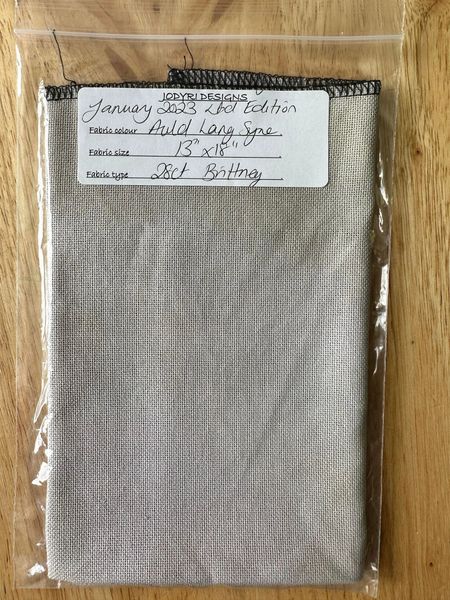 JODYRI DESIGNS
January 2023 Ltd Edition
Fabric colour Auld Lang Syne
Fabric size 13" x 18"
Fabric type 28ct Brittney